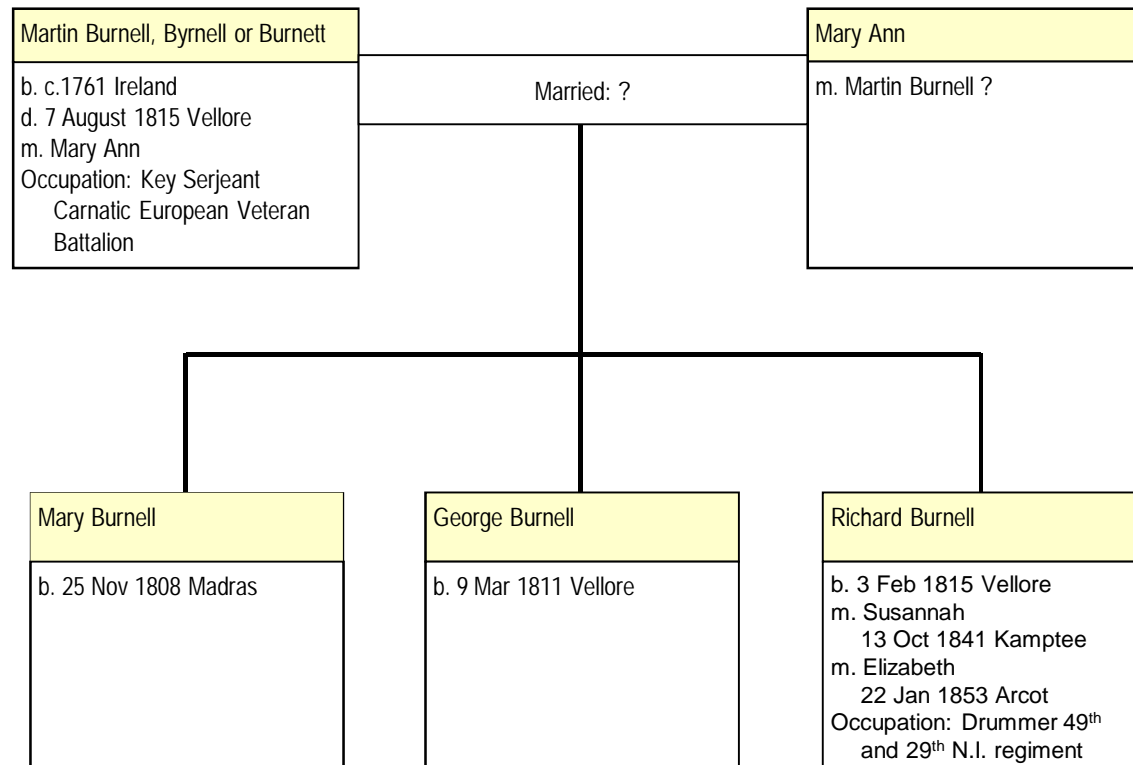 Martin Burnell, Byrnell or Burnett
b. c.1761 Ireland
d. 7 August 1815 Vellore
m. Mary Ann
Occupation: Key Serjeant
Carnatic European Veteran
Battalion
Married: ?
Mary Ann
m. Martin Burnell ?
Mary Burnell
b. 25 Nov 1808 Madras
George Burnell
b. 9 Mar 1811 Vellore
Richard Burnell
b. 3 Feb 1815 Vellore
m. Susannah
13 Oct 1841 Kamptee
m. Elizabeth
22 Jan 1853 Arcot
Occupation: Drummer 49th
and 29th N.I. regiment